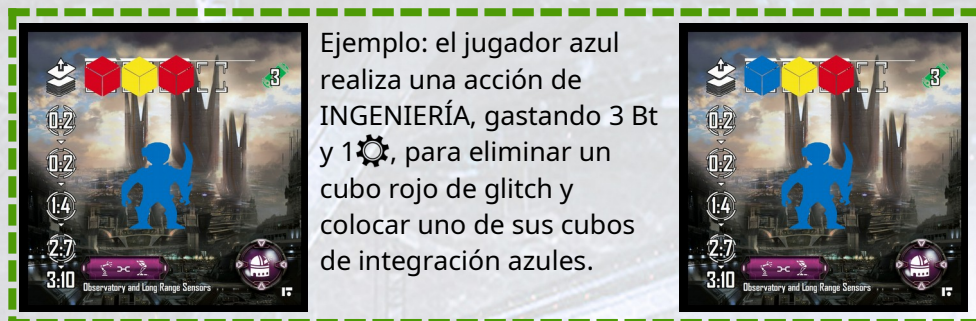 3
0:2
0:2
1:4
2:7
3:10
Observatory and Long Range Sensors
Ejemplo: el jugador azul
realiza una acción de
INGENIERÍA, gastando 3 Bt
y 1, para eliminar un
cubo rojo de glitch y
colocar uno de sus cubos
de integración azules.
3
0:2
0:2
1:4
2:7
3:10
Observatory and Long Range Sensors